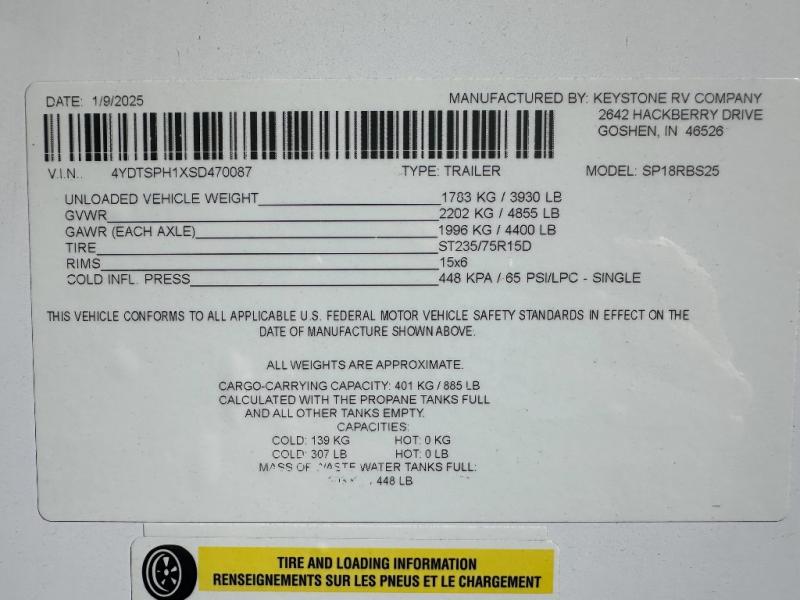 DATE: 1/9/2025
MANUFACTURED BY: KEYSTONE RV COMPANY
2642 HACKBERRY DRIVE
GOSHEN, IN 46526
V.I.N.. 4YDTSPH1XSD470087 TYPE: TRAILER MODEL: SP18RBS25
UNLOADED VEHICLE WEIGHT 1783 KG / 3930 LB
GVWR 2202 KG / 4855 LB
GAWR (EACH AXLE) 1996 KG / 4400 LB
TIRE ST235/75R15D
RIMS 15x6
COLD INFL. PRESS 448 KPA / 65 PSI/LPC - SINGLE
THIS VEHICLE CONFORMS TO ALL APPLICABLE U.S. FEDERAL MOTOR VEHICLE SAFETY STANDARDS IN EFFECT ON THE
DATE OF MANUFACTURE SHOWN ABOVE.
ALL WEIGHTS ARE APPROXIMATE.
CARGO-CARRYING CAPACITY: 401 KG / 885 LB
CALCULATED WITH THE PROPANE TANKS FULL
AND ALL OTHER TANKS EMPTY.
CAPACITIES:
COLD: 139 KG HOT: 0 KG
COLD: 307 LB HOT: 0 LB
MASS OF WASTE WATER TANKS FULL:
448 LB
TIRE AND LOADING INFORMATION
RENSEIGNEMENTS SUR LES PNEUS ET LE CHARGEMENT